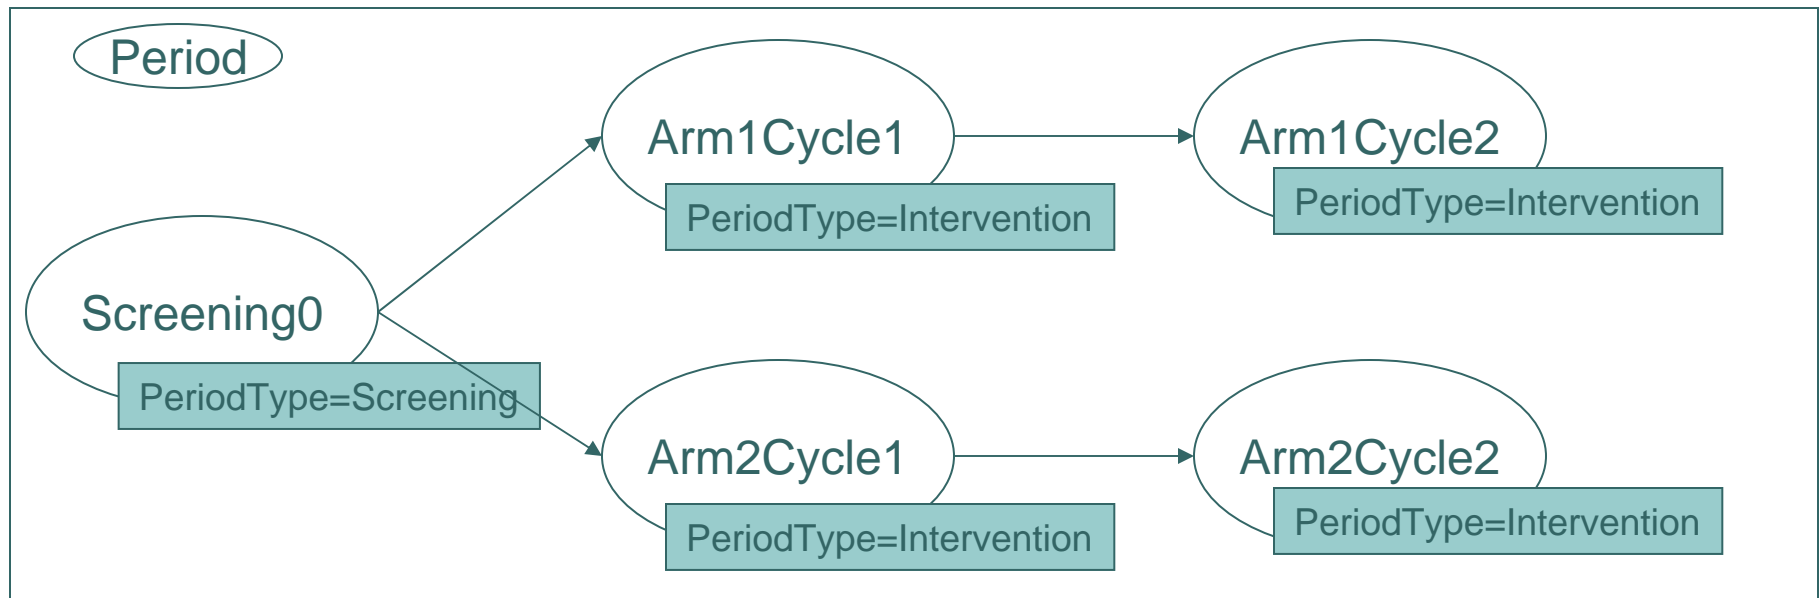 Period
Arm1Cycle1
PeriodType=Intervention
Arm1Cycle2
PeriodType=Intervention
Screening0
PeriodType=Screening
Arm2Cycle1
PeriodType=Intervention
Arm2Cycle2
PeriodType=Intervention